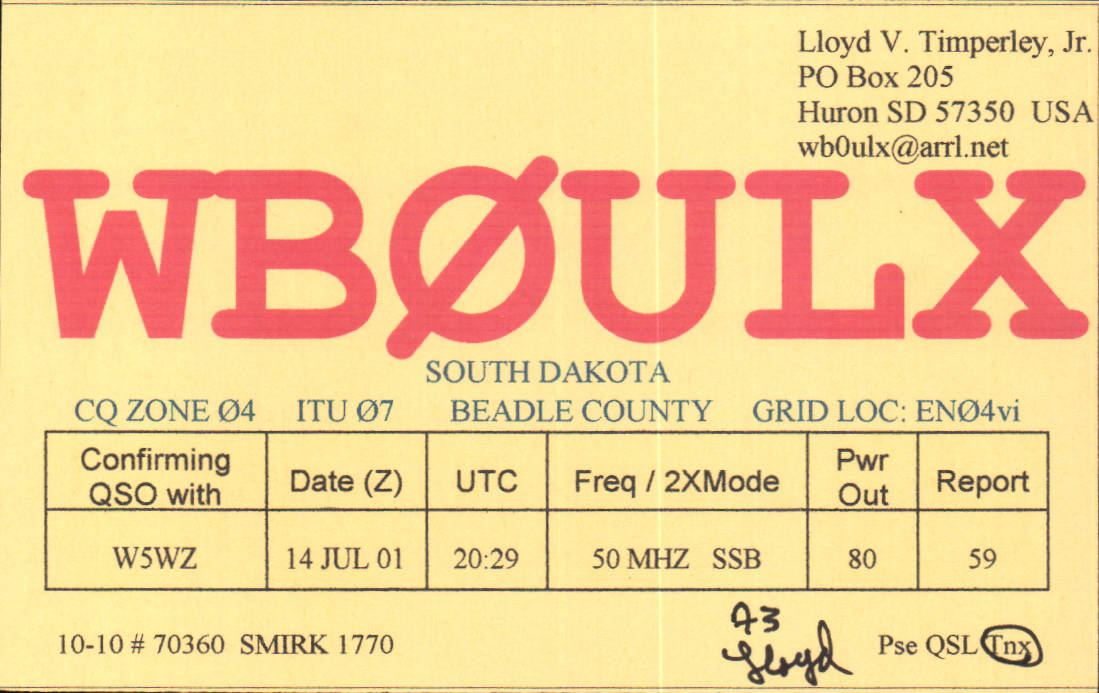 Lloyd V. Timperley, Jr.
PO Box 205
Huron SD 57350 USA
wb0ulx@arrl.net
WBØULX
SOUTH DAKOTA
CQ ZONE Ø4 ITU Ø7 BEADLE COUNTY GRID LOC: ENØ4vi
Confirming QSO with Date (Z) UTC Freq / 2XMode Pwr Out Report
W5WZ 14 JUL 01 20:29 50 MHZ SSB 80 59
10-10 # 70360 SMIRK 1770
73
Lloyd
Pse QSL Tnx